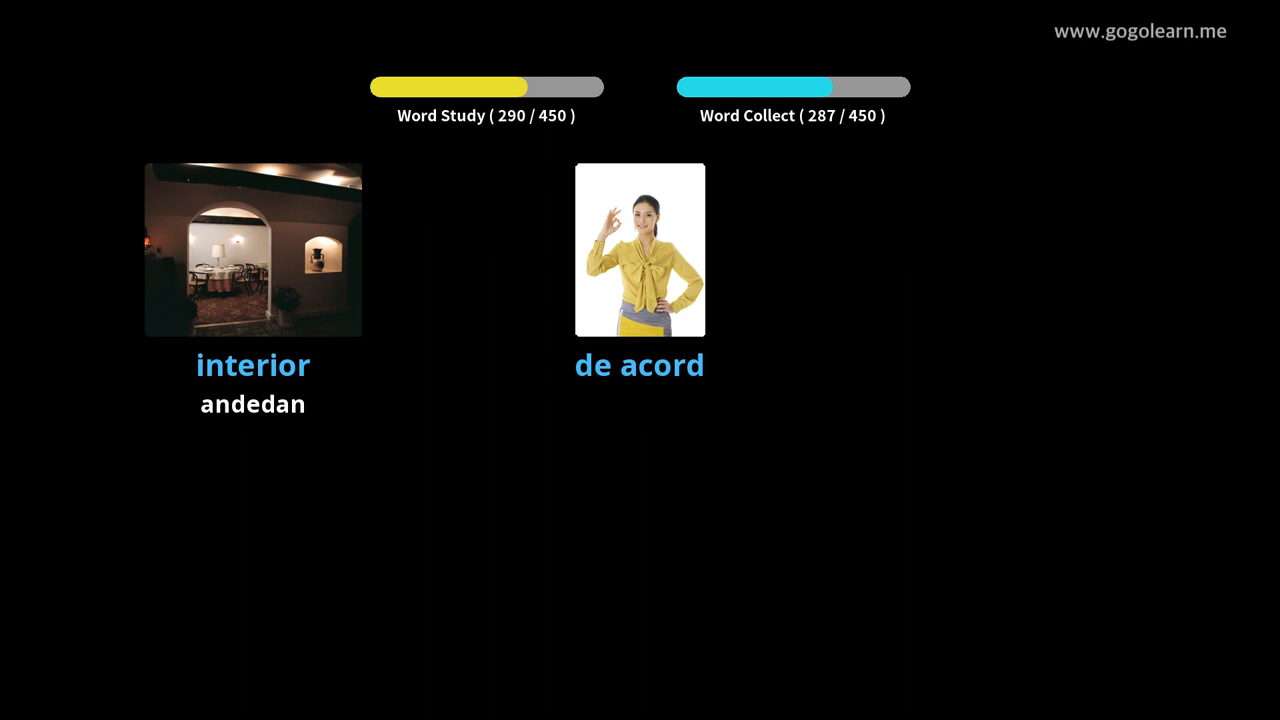 www.gogolearn.me
Word Study ( 290 / 450 )
Word Collect ( 287 / 450 )
interior
andedan
de acord